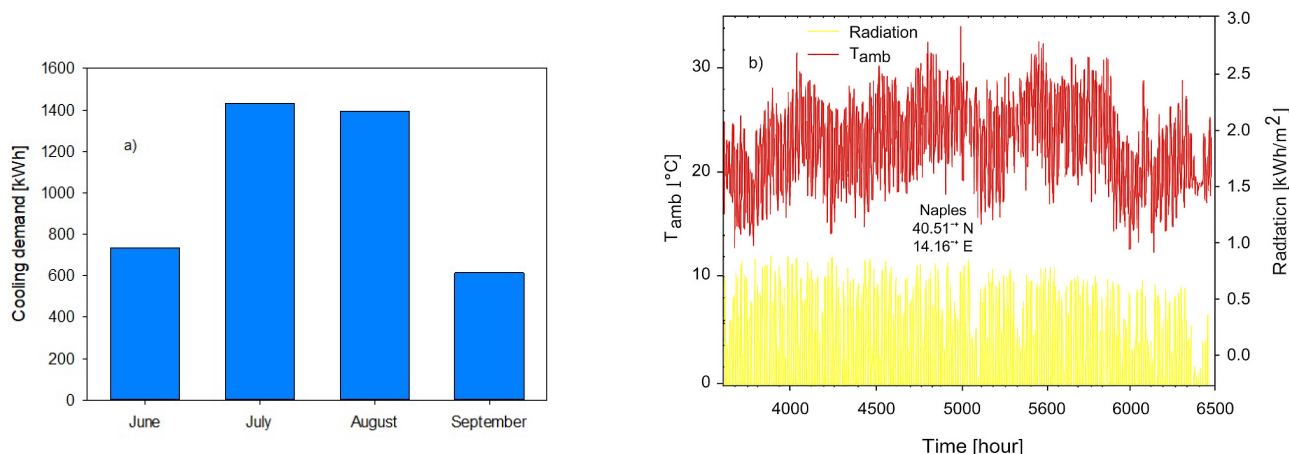 a)
Cooling demand [kWh]
1600
1400
1200
1000
800
600
400
200
0
June July August September
b)
Radiation
Tamb
Tamb [°C]
30
20
10
0
Naples
40.51⁻⁺ N
14.16⁻⁺ E
3.0
2.5
2.0
1.5
1.0
0.5
0.0
Radtation [kWh/m2]
4000 4500 5000 5600 6000 6500
Time [hour]